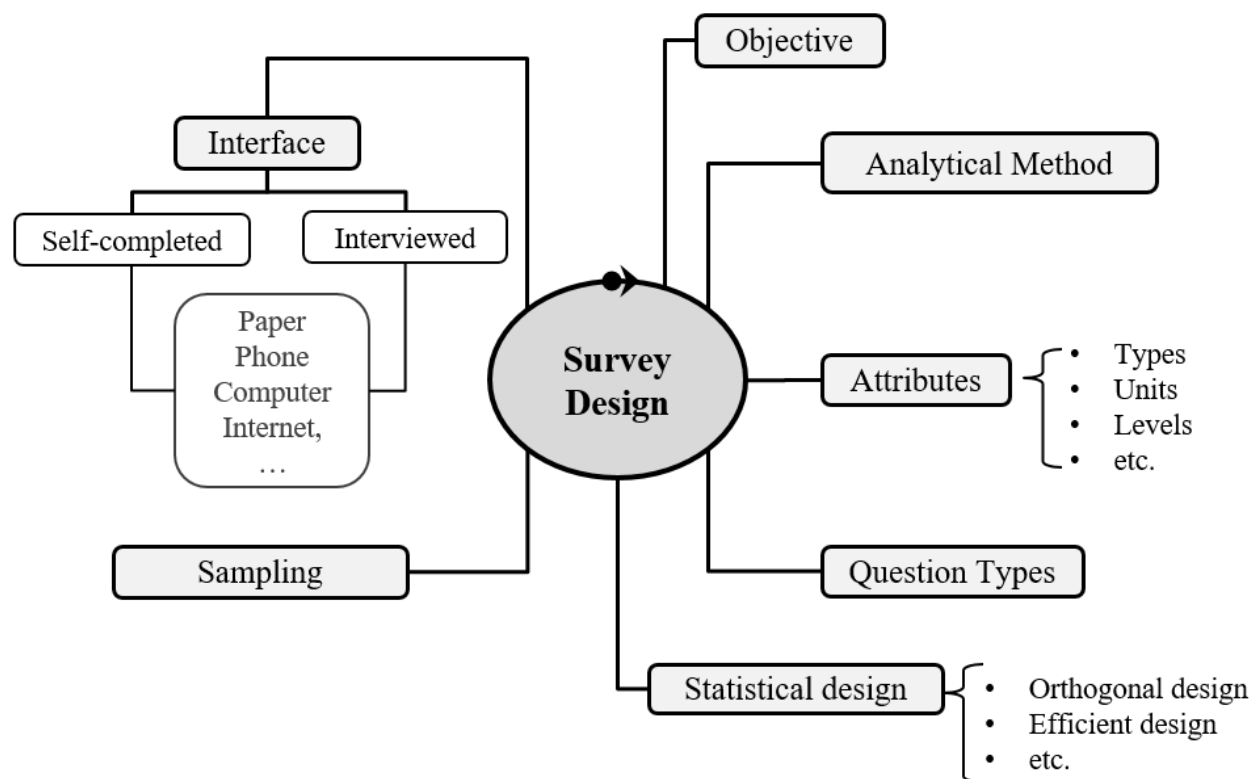 Objective
Interface
Analytical Method
Self-completed
Interviewed
Paper
Phone
Computer
Internet,
…
Survey
Design
Attributes
• Types
• Units
• Levels
• etc.
Sampling
Question Types
Statistical design
• Orthogonal design
• Efficient design
• etc.